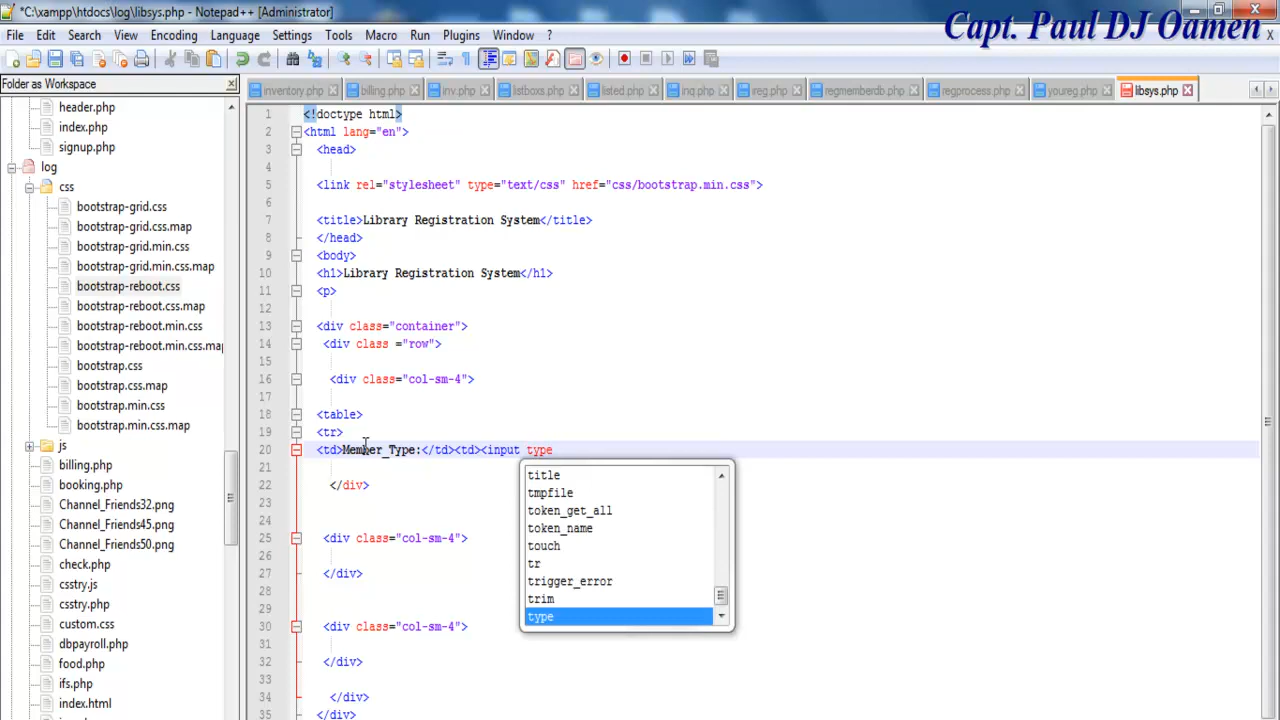 *C:\xampp\htdocs\log\libsys.php - Notepad++ [Administrator]
Capt. Paul DJ Oamen
File Edit Search View Encoding Language Settings Tools Macro Run Plugins Window ? X
Folder as Workspace
inventory.php billing.php inv.php listboxs.php listed.php inq.php reg.php regmemberdb.php regprocess.php youreg.php libsys.php
header.php
index.php
signup.php
log
css
bootstrap-grid.css
bootstrap-grid.css.map
bootstrap-grid.min.css
bootstrap-grid.min.css.map
bootstrap-reboot.css
bootstrap-reboot.css.map
bootstrap-reboot.min.css
bootstrap-reboot.min.css.ma
bootstrap.css
bootstrap.css.map
bootstrap.min.css
bootstrap.min.css.map
js
billing.php
booking.php
Channel_Friends32.png
Channel_Friends45.png
Channel_Friends50.png
check.php
csstry.js
csstry.php
custom.css
dbpayroll.php
food.php
ifs.php
index.html
1 <!doctype html>
2 <html lang="en">
3 <head>
4
5 <link rel="stylesheet" type="text/css" href="css/bootstrap.min.css">
6
7 <title>Library Registration System</title>
8 </head>
9 <body>
10 <h1>Library Registration System</h1>
11 <p>
12
13 <div class="container">
14 <div class ="row">
15
16 <div class="col-sm-4">
17
18 <table>
19 <tr>
20 <td>Member_Type:</td><td><input type
21
22 </div>
23
24
25 <div class="col-sm-4">
26
27 </div>
28
29
30 <div class="col-sm-4">
31
32 </div>
33
34 </div>
35 </div>
title
tmpfile
token_get_all
token_name
touch
tr
trigger_error
trim
type